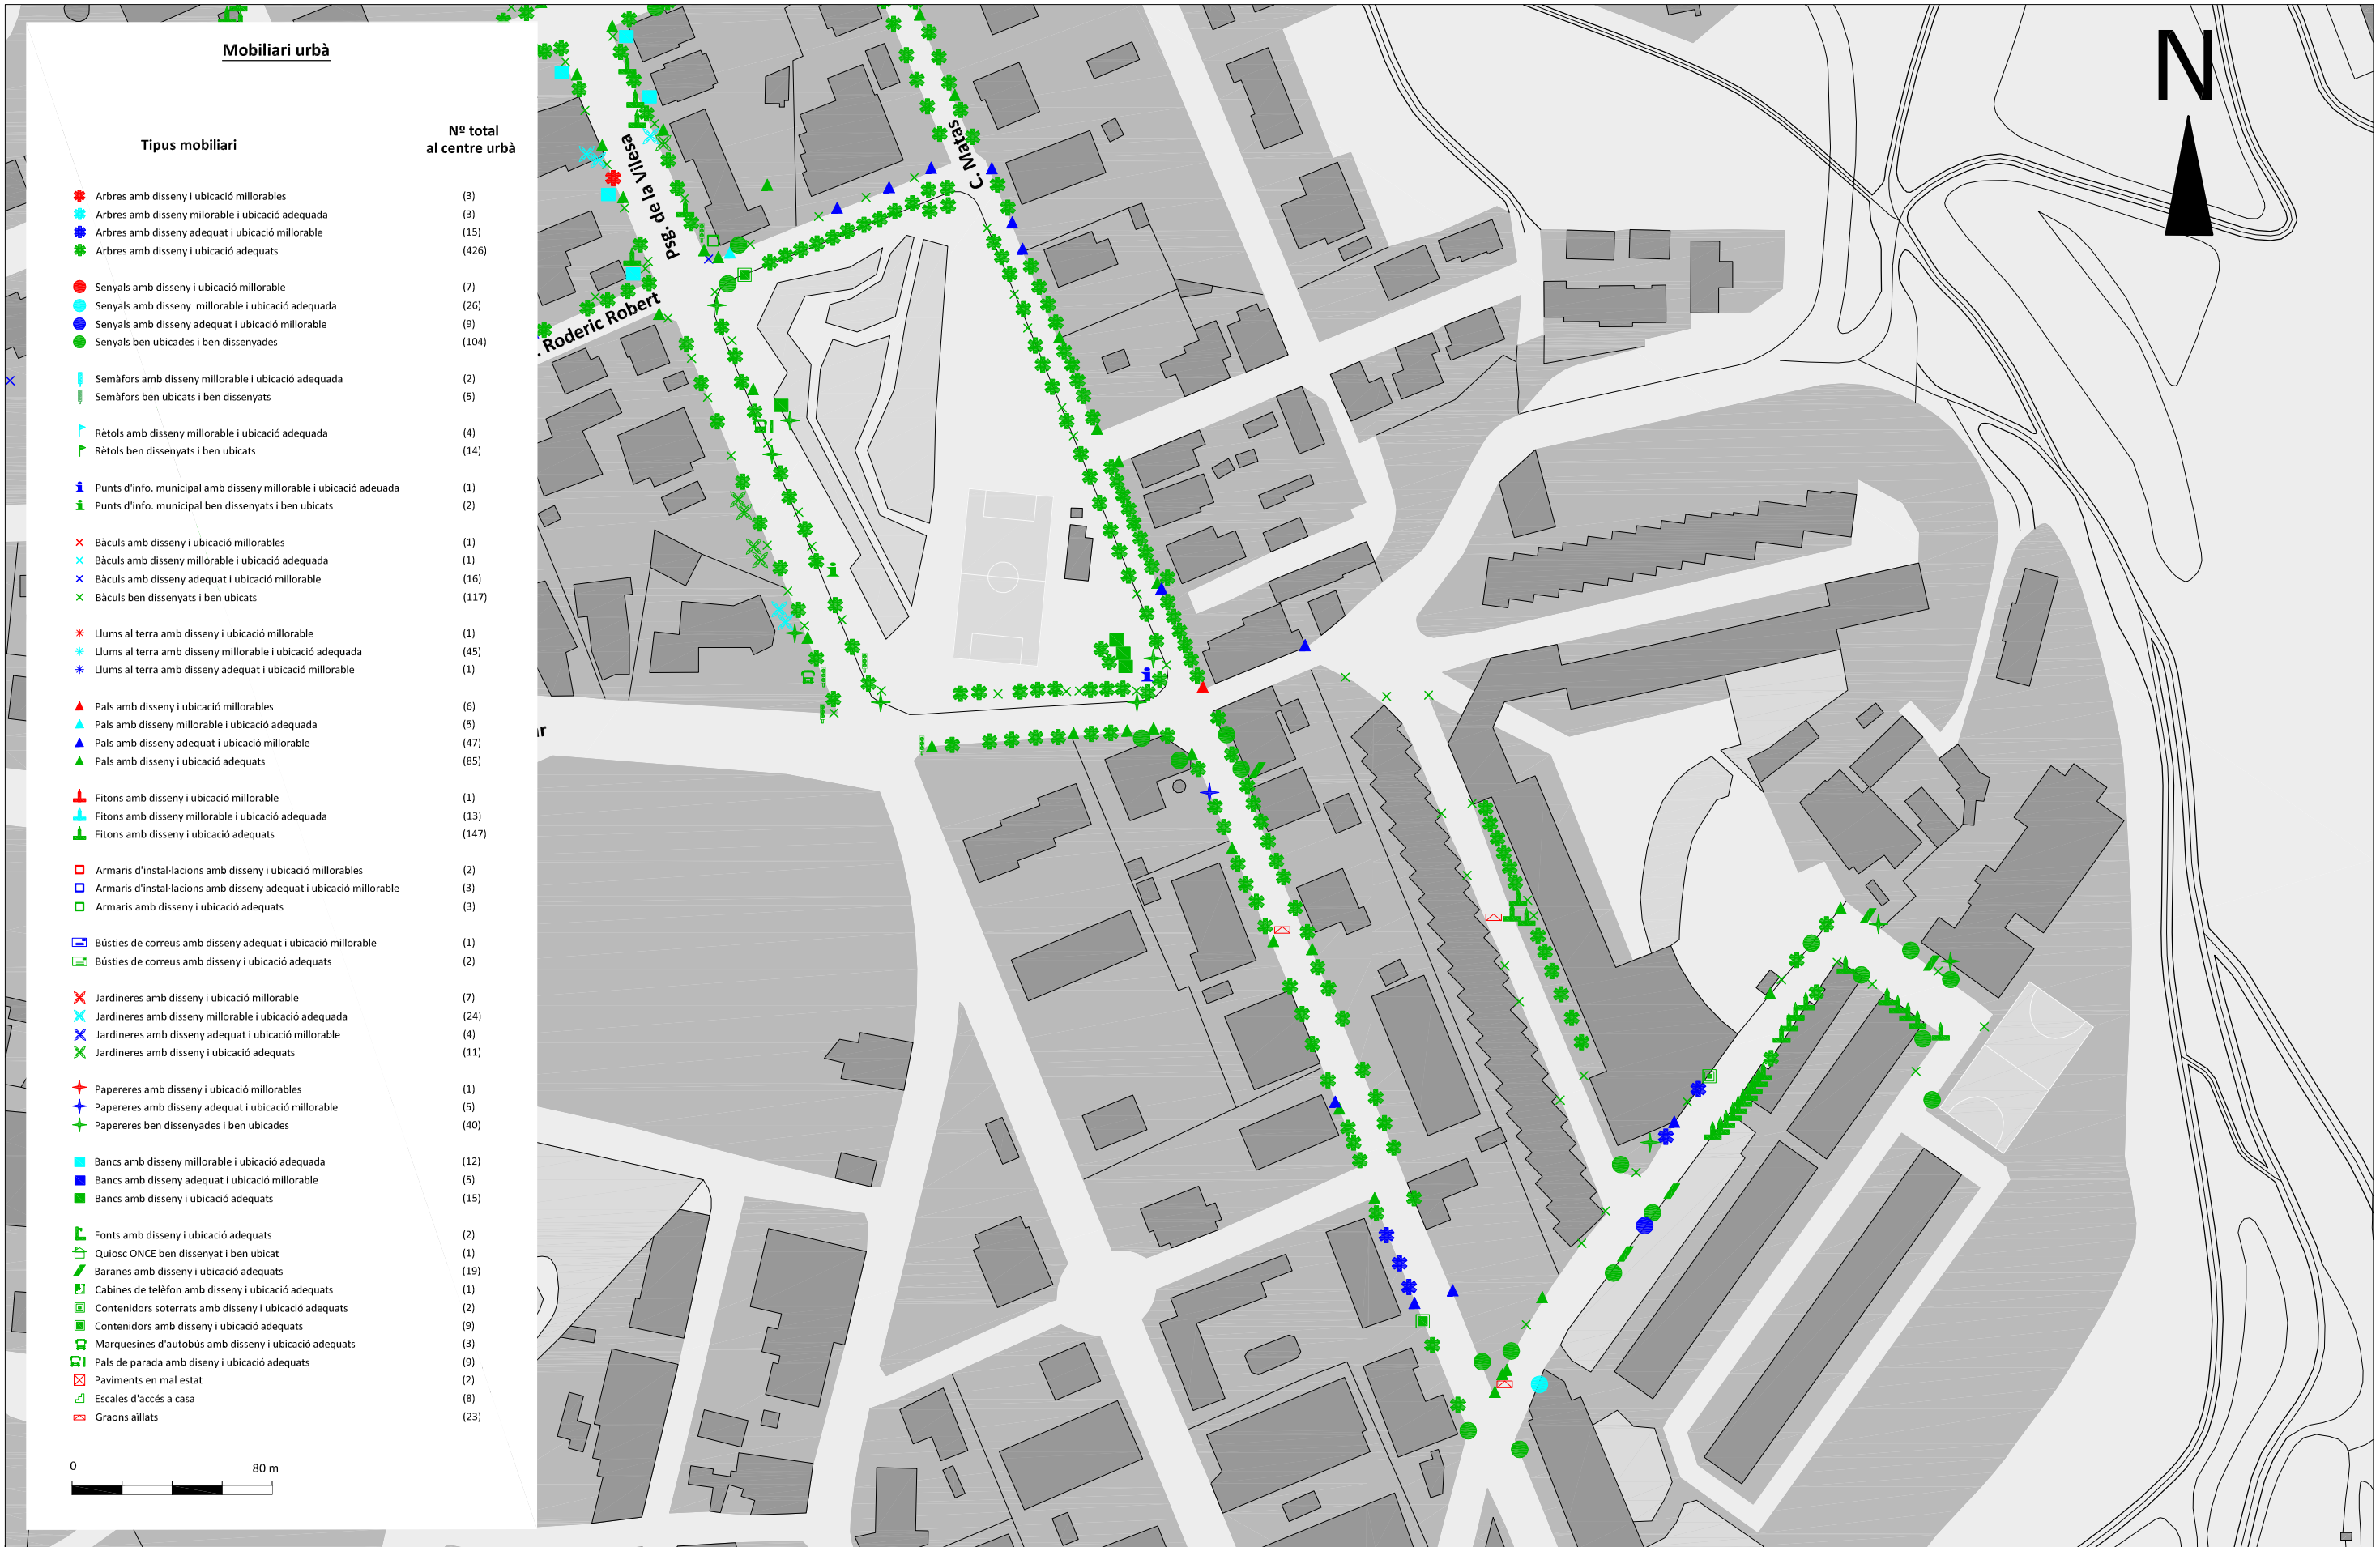 Mobiliari urbà
Tipus mobiliari
Nº total
al centre urbà
Arbres amb disseny i ubicació millorables (3)
Arbres amb disseny milorable i ubicació adequada (3)
Arbres amb disseny adequat i ubicació millorable (15)
Arbres amb disseny i ubicació adequats (426)
Senyals amb disseny i ubicació millorable (7)
Senyals amb disseny millorable i ubicació adequada (26)
Senyals amb disseny adequat i ubicació millorable (9)
Senyals ben ubicades i ben dissenyades (104)
Semàfors amb disseny millorable i ubicació adequada (2)
Semàfors ben ubicats i ben dissenyats (5)
Rètols amb disseny millorable i ubicació adequada (4)
Rètols ben dissenyats i ben ubicats (14)
Punts d'info. municipal amb disseny millorable i ubicació adeuada (1)
Punts d'info. municipal ben dissenyats i ben ubicats (2)
Bàculs amb disseny i ubicació millorables (1)
Bàculs amb disseny millorable i ubicació adequada (1)
Bàculs amb disseny adequat i ubicació millorable (16)
Bàculs ben dissenyats i ben ubicats (117)
Llums al terra amb disseny i ubicació millorable (1)
Llums al terra amb disseny millorable i ubicació adequada (45)
Llums al terra amb disseny adequat i ubicació millorable (1)
Pals amb disseny i ubicació millorables (6)
Pals amb disseny millorable i ubicació adequada (5)
Pals amb disseny adequat i ubicació millorable (47)
Pals amb disseny i ubicació adequats (85)
Fitons amb disseny i ubicació millorable (1)
Fitons amb disseny millorable i ubicació adequada (13)
Fitons amb disseny i ubicació adequats (147)
Armaris d'instal·lacions amb disseny i ubicació millorables (2)
Armaris d'instal·lacions amb disseny adequat i ubicació millorable (3)
Armaris amb disseny i ubicació adequats (3)
Bústies de correus amb disseny adequat i ubicació millorable (1)
Bústies de correus amb disseny i ubicació adequats (2)
Jardineres amb disseny i ubicació millorable (7)
Jardineres amb disseny millorable i ubicació adequada (24)
Jardineres amb disseny adequat i ubicació millorable (4)
Jardineres amb disseny i ubicació adequats (11)
Papereres amb disseny i ubicació millorables (1)
Papereres amb disseny adequat i ubicació millorable (5)
Papereres ben dissenyades i ben ubicades (40)
Bancs amb disseny millorable i ubicació adequada (12)
Bancs amb disseny adequat i ubicació millorable (5)
Bancs amb disseny i ubicació adequats (15)
Fonts amb disseny i ubicació adequats (2)
Quiosc ONCE ben dissenyat i ben ubicat (1)
Baranes amb disseny i ubicació adequats (19)
Cabines de telèfon amb disseny i ubicació adequats (1)
Contenidors soterrats amb disseny i ubicació adequats (2)
Contenidors amb disseny i ubicació adequats (9)
Marquesines d'autobús amb disseny i ubicació adequats (3)
Pals de parada amb diseny i ubicació adequats (9)
Paviments en mal estat (2)
Escales d'accés a casa (8)
Graons aïllats (23)
0 80 m
Psg. de la Villesa
C. Matas
. Roderic Robert
ır
N